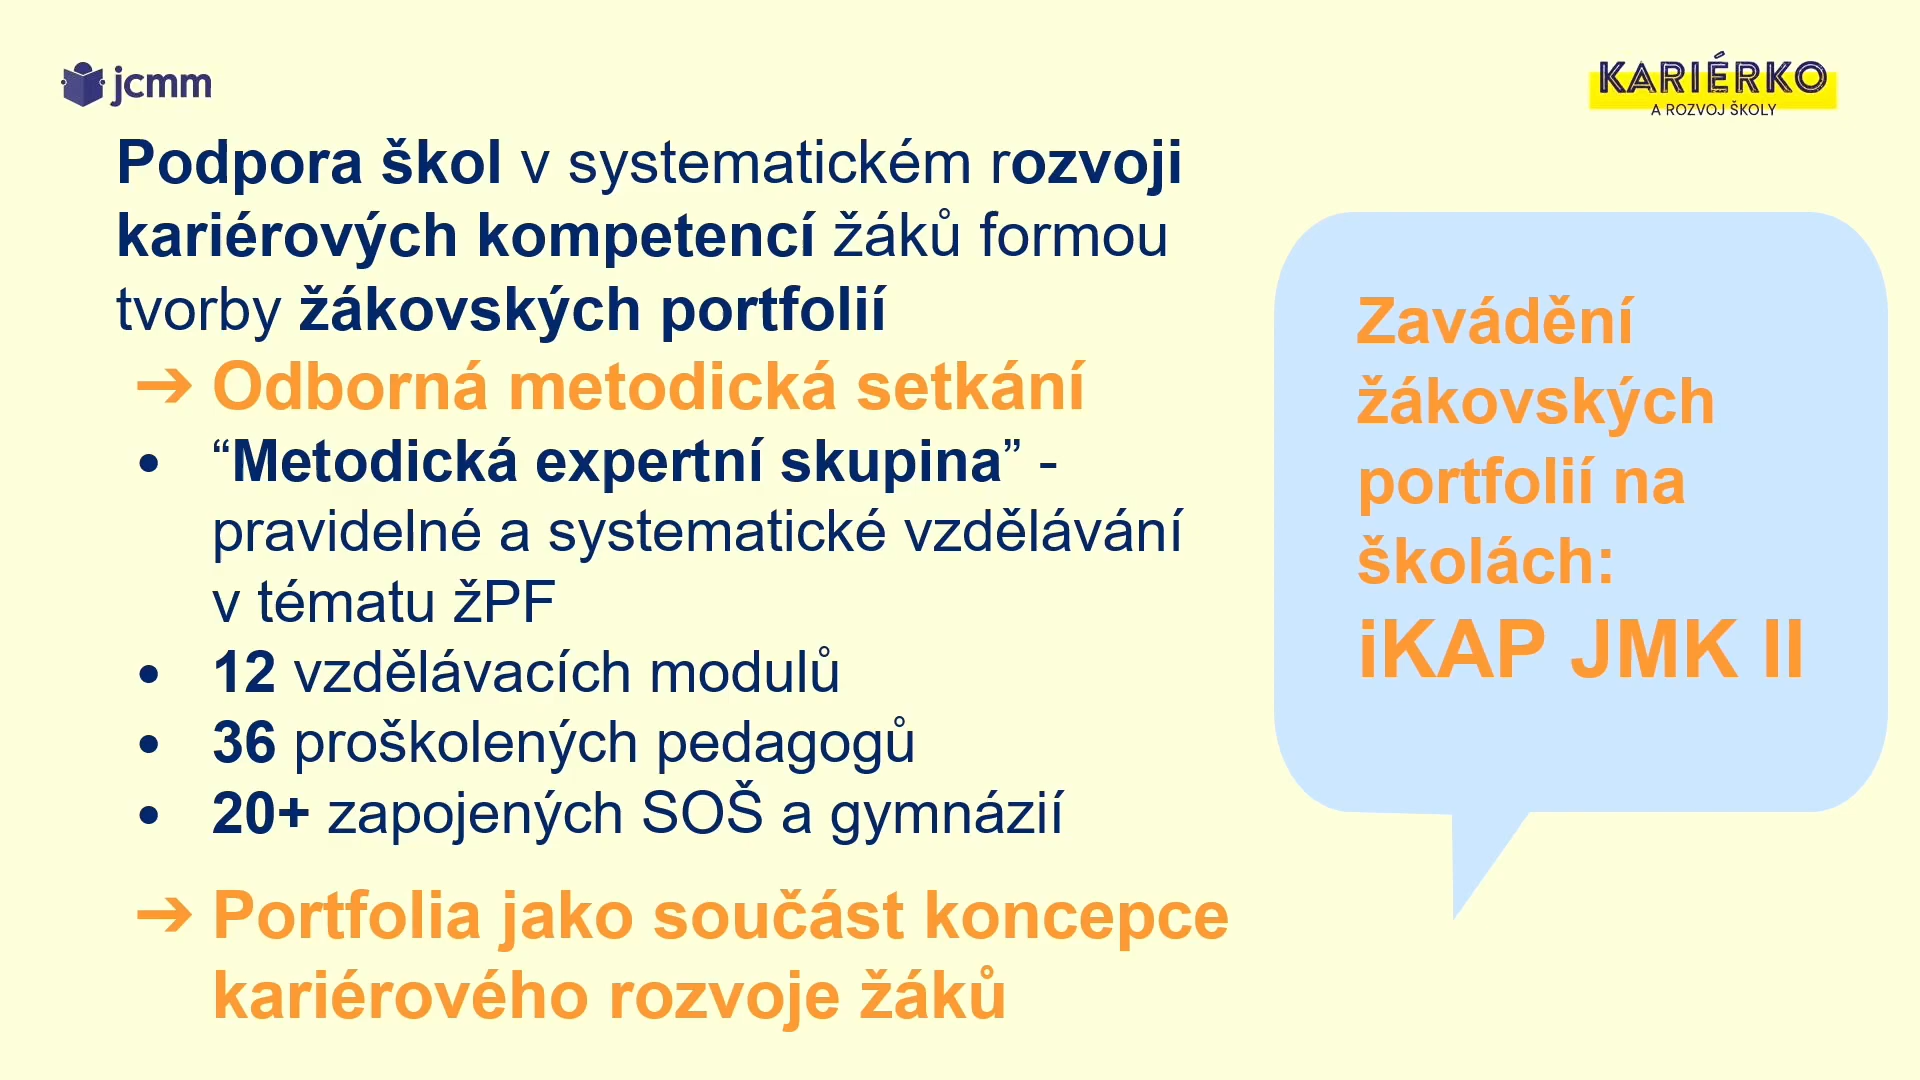 jcmm
KARIÉRKO
A ROZVOJ ŠKOLY
Podpora škol v systematickém rozvoji
kariérových kompetencí žáků formou
tvorby žákovských portfolií
➔ Odborná metodická setkání
● “Metodická expertní skupina” -
pravidelné a systematické vzdělávání
v tématu žPF
● 12 vzdělávacích modulů
● 36 proškolených pedagogů
● 20+ zapojených SOŠ a gymnázií
➔ Portfolia jako součást koncepce
kariérového rozvoje žáků
Zavádění
žákovských
portfolií na
školách:
iKAP JMK II